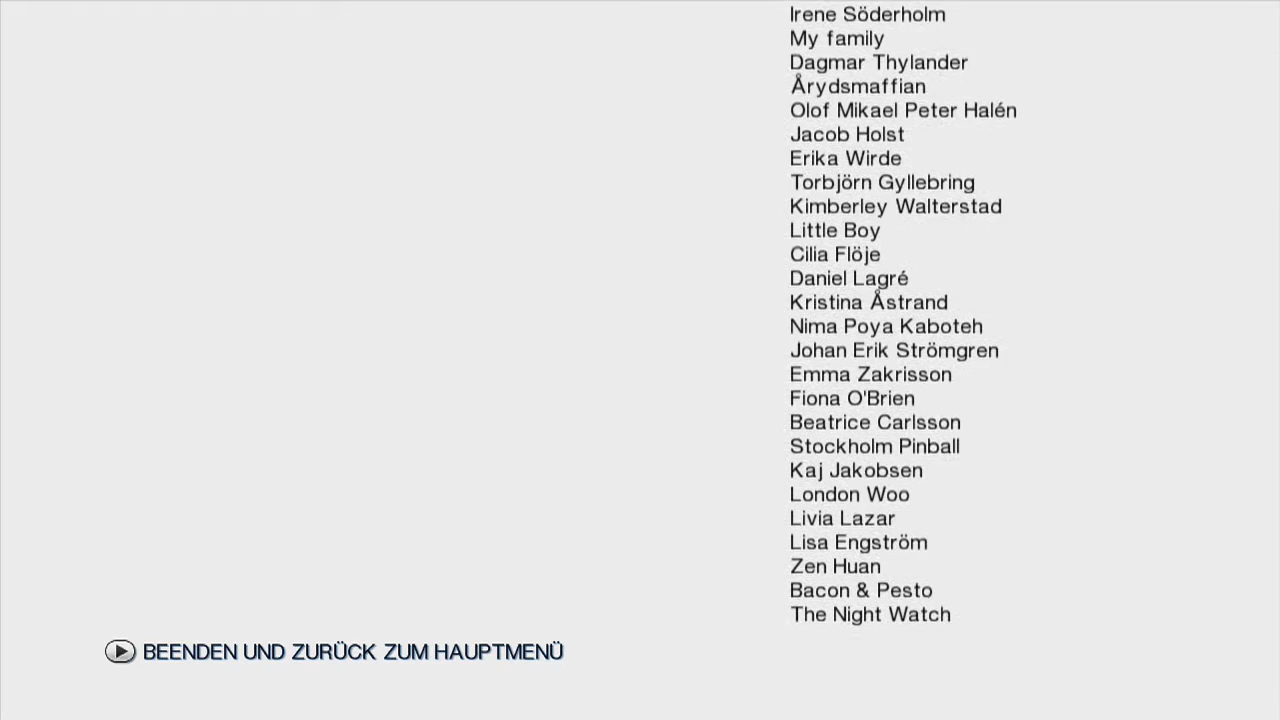 Irene Söderholm
My family
Dagmar Thylander
Årydsmaffian
Olof Mikael Peter Halén
Jacob Holst
Erika Wirde
Torbjörn Gyllebring
Kimberley Walterstad
Little Boy
Cilia Flöje
Daniel Lagré
Kristina Åstrand
Nima Poya Kaboteh
Johan Erik Strömgren
Emma Zakrisson
Fiona O'Brien
Beatrice Carlsson
Stockholm Pinball
Kaj Jakobsen
London Woo
Livia Lazar
Lisa Engström
Zen Huan
Bacon & Pesto
The Night Watch
BEENDEN UND ZURÜCK ZUM HAUPTMENÜ